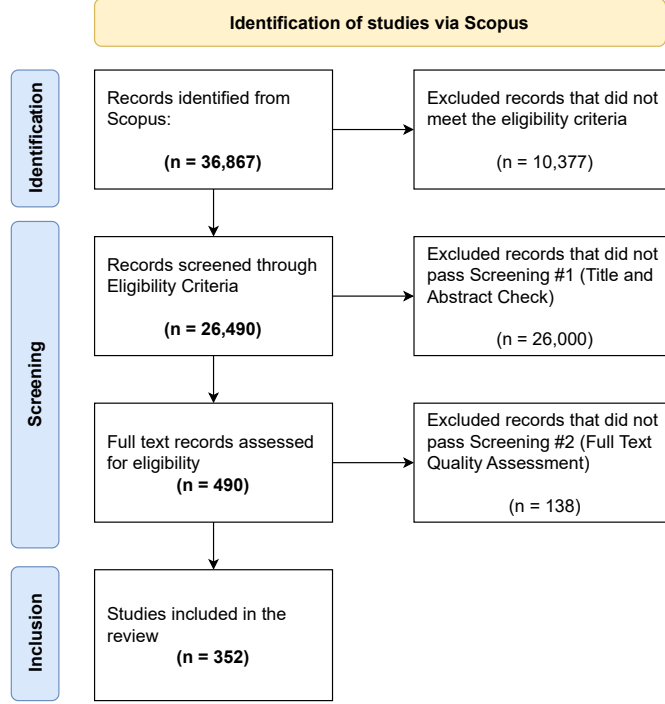 Identification of studies via Scopus
Identification
Records identified from
Scopus:
(n = 36,867)
Excluded records that did not
meet the eligibility criteria
(n = 10,377)
Screening
Records screened through
Eligibility Criteria
(n = 26,490)
Excluded records that did not
pass Screening #1 (Title and
Abstract Check)
(n = 26,000)
Full text records assessed
for eligibility
(n = 490)
Excluded records that did not
pass Screening #2 (Full Text
Quality Assessment)
(n = 138)
Inclusion
Studies included in the
review
(n = 352)